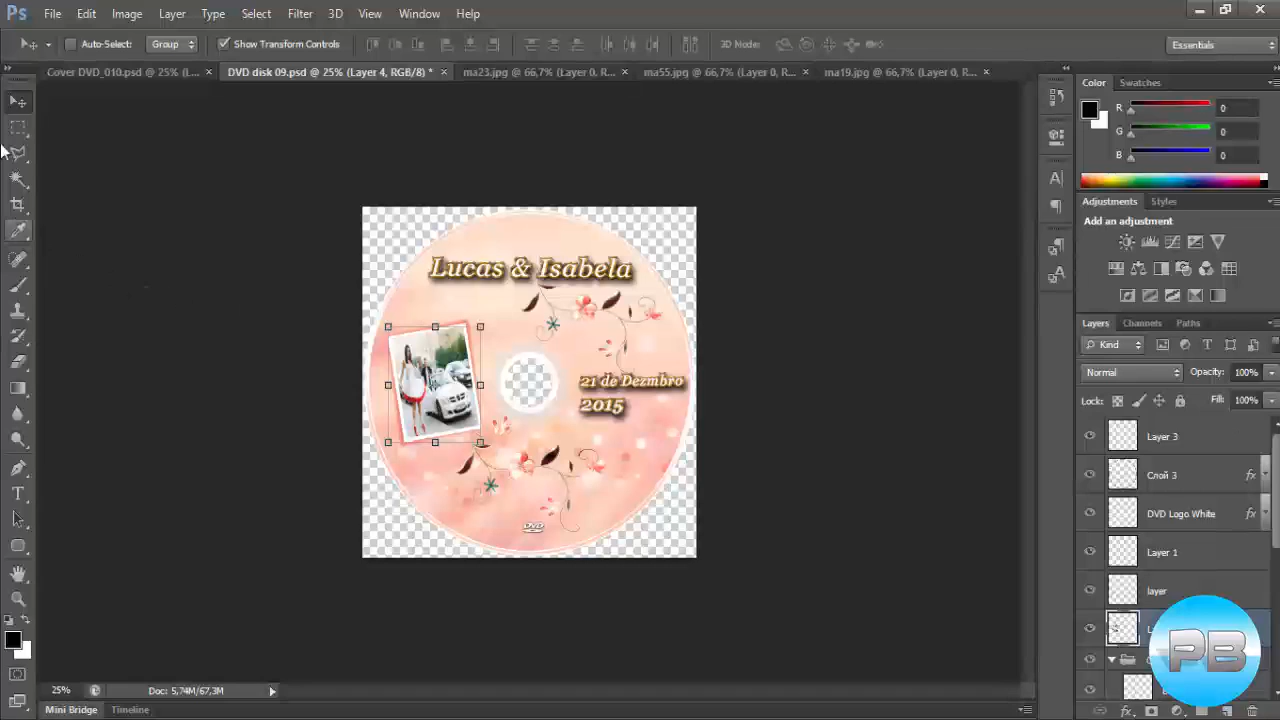 Ps File Edit Image Layer Type Select Filter 3D View Window Help
Auto-Select: Group Show Transform Controls 3D Mode: Essentials
Cover DVD_010.psd @ 25% (L... × DVD disk 09.psd @ 25% (Layer 4, RGB/8) * × ma23.jpg @ 66,7% (Layer 0, R... × ma55.jpg @ 66,7% (Layer 0, R... × ma19.jpg @ 66,7% (Layer 0, R... ×
Color Swatches
R 0
G 0
B 0
Adjustments Styles
Add an adjustment
Layers Channels Paths
Kind
Normal Opacity: 100%
Lock: Fill: 100%
Layer 3
Слой 3 fx
DVD Logo White fx
Layer 1
layer
PB
Lucas & Isabela
21 de Dezmbro
2015
DVD
25% Doc: 5,74M/67,3M
Mini Bridge Timeline